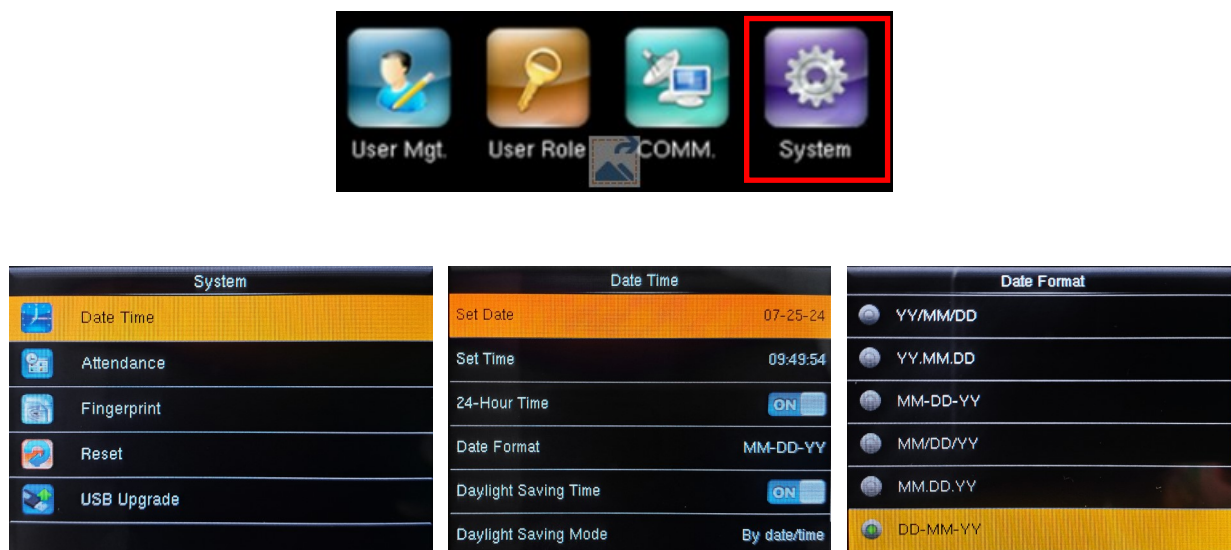 User Mgt. User Role COMM. System
System
Date Time
Attendance
Fingerprint
Reset
USB Upgrade
Date Time
Set Date 07-25-24
Set Time 09:49:54
24-Hour Time ON
Date Format MM-DD-YY
Daylight Saving Time ON
Daylight Saving Mode By date/time
Date Format
YY/MM/DD
YY.MM.DD
MM-DD-YY
MM/DD/YY
MM.DD.YY
DD-MM-YY